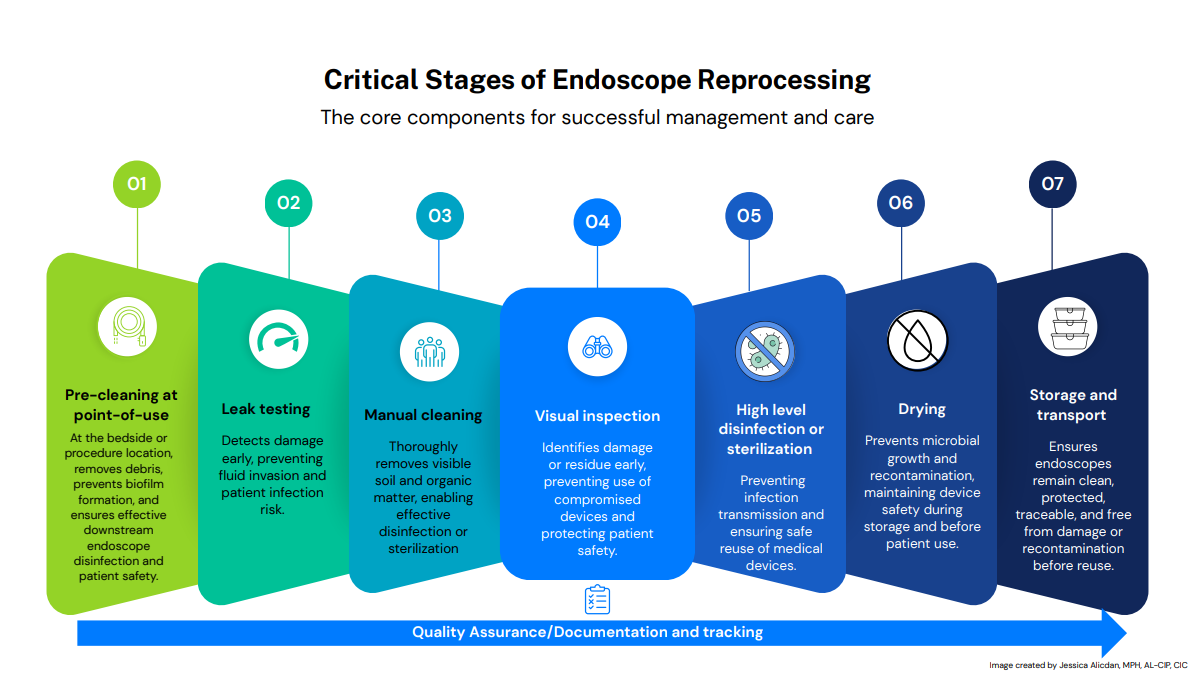 Critical Stages of Endoscope Reprocessing
The core components for successful management and care
01
Pre-cleaning at
point-of-use
At the bedside or
procedure location,
removes debris,
prevents biofilm
formation, and
ensures effective
downstream
endoscope
disinfection and
patient safety.
02
Leak testing
Detects damage
early, preventing
fluid invasion and
patient infection
risk.
03
Manual cleaning
Thoroughly
removes visible
soil and organic
matter, enabling
effective
disinfection or
sterilization
04
Visual inspection
Identifies damage
or residue early,
preventing use of
compromised
devices and
protecting patient
safety.
05
High level
disinfection or
sterilization
Preventing
infection
transmission and
ensuring safe
reuse of medical
devices.
06
Drying
Prevents microbial
growth and
recontamination,
maintaining device
safety during
storage and before
patient use.
07
Storage and
transport
Ensures
endoscopes
remain clean,
protected,
traceable, and free
from damage or
recontamination
before reuse.
Quality Assurance/Documentation and tracking
Image created by Jessica Alicdan, MPH, AL-CIP, CIC